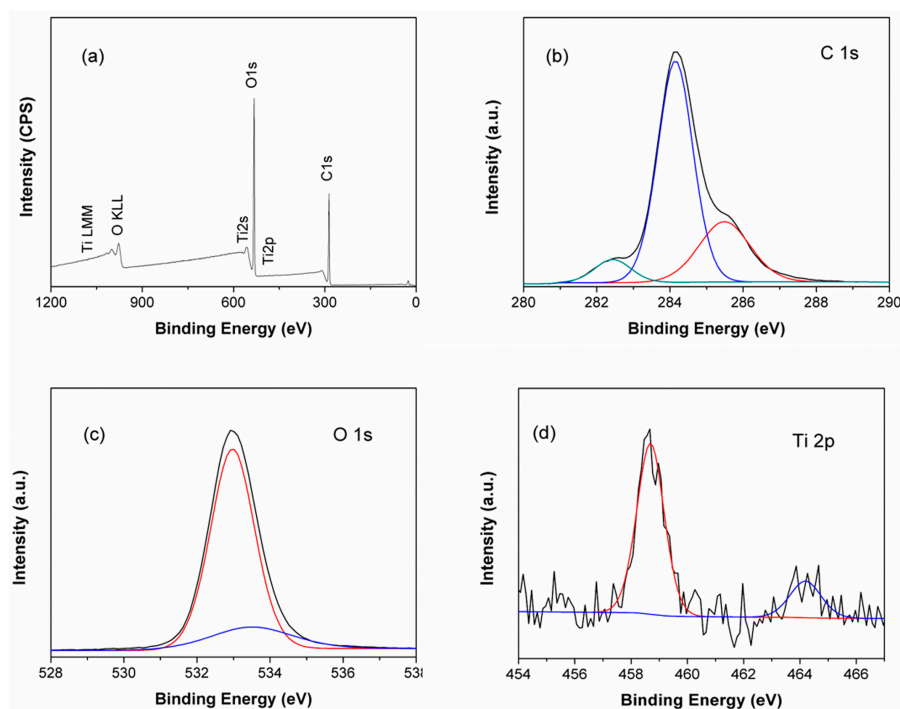 (a)
O1s
C1s
Ti LMM
O KLL
Ti2s
Ti2p
Intensity (CPS)
1200 900 600 300 0
Binding Energy (eV)
(b)
C 1s
Intensity (a.u.)
280 282 284 286 288 290
Binding Energy (eV)
(c)
O 1s
Intensity (a.u.)
528 530 532 534 536 538
Binding Energy (eV)
(d)
Ti 2p
Intensity (a.u.)
454 456 458 460 462 464 466
Binding Energy (eV)